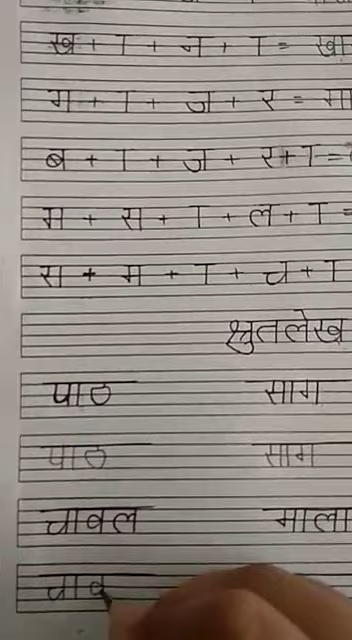 ख + ा + न + ा = खा
ग + ा + ज + र = गा
ब + ा + ज + र + ा =
म + स + ा + ल + ा =
स + म + ा + च + ा
श्रुतलेख
पाठ साग
पाठ साग
चावल माला
चाव